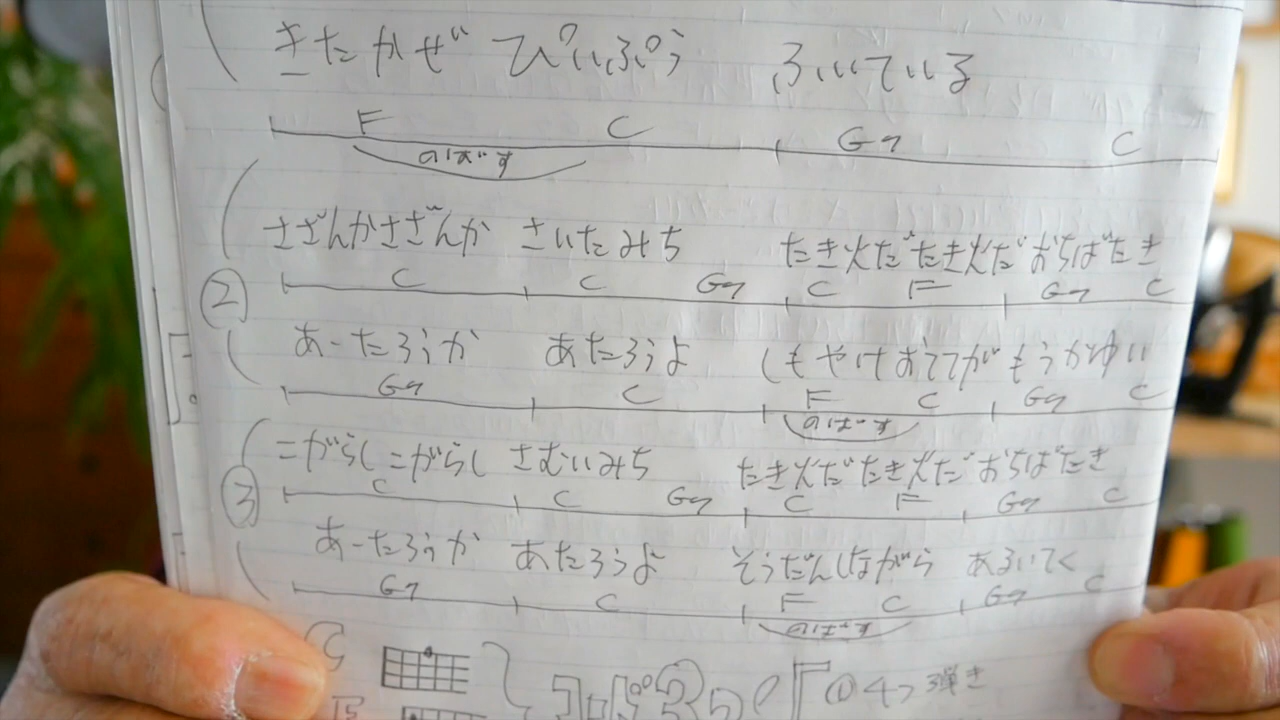 きたかぜ ぴいぷう ふいている
F C G7 C
のばす
さざんかさざんか さいたみち たき火だたき火だ おちばたき
② C C G7 C F G7 C
あーたろうか あたろうよ しもやけおててが もうかゆい
G7 C F C G7 C
のばす
こがらしこがらし さむいみち たき火だたき火だ おちばたき
③ C C G7 C F G7 C
あーたろうか あたろうよ そうだんしながら あるいてく
G7 C F C G7 C
のばす
C ①4つ弾き
F